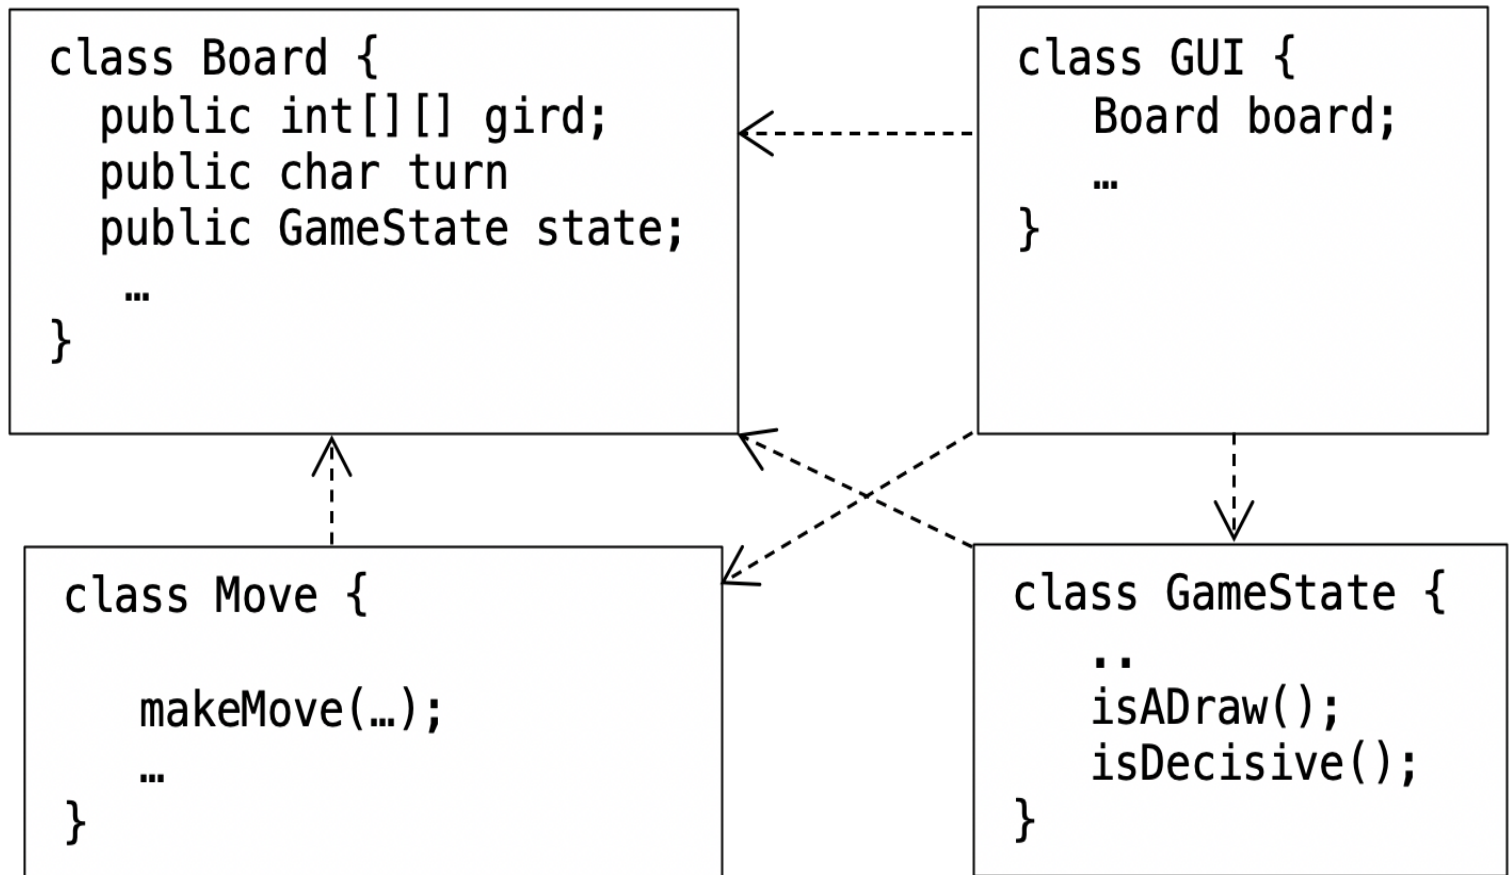 class Board {
public int[][] gird;
public char turn
public GameState state;
…
}
class GUI {
Board board;
…
}
class Move {
makeMove(…);
…
}
class GameState {
..
isADraw();
isDecisive();
}